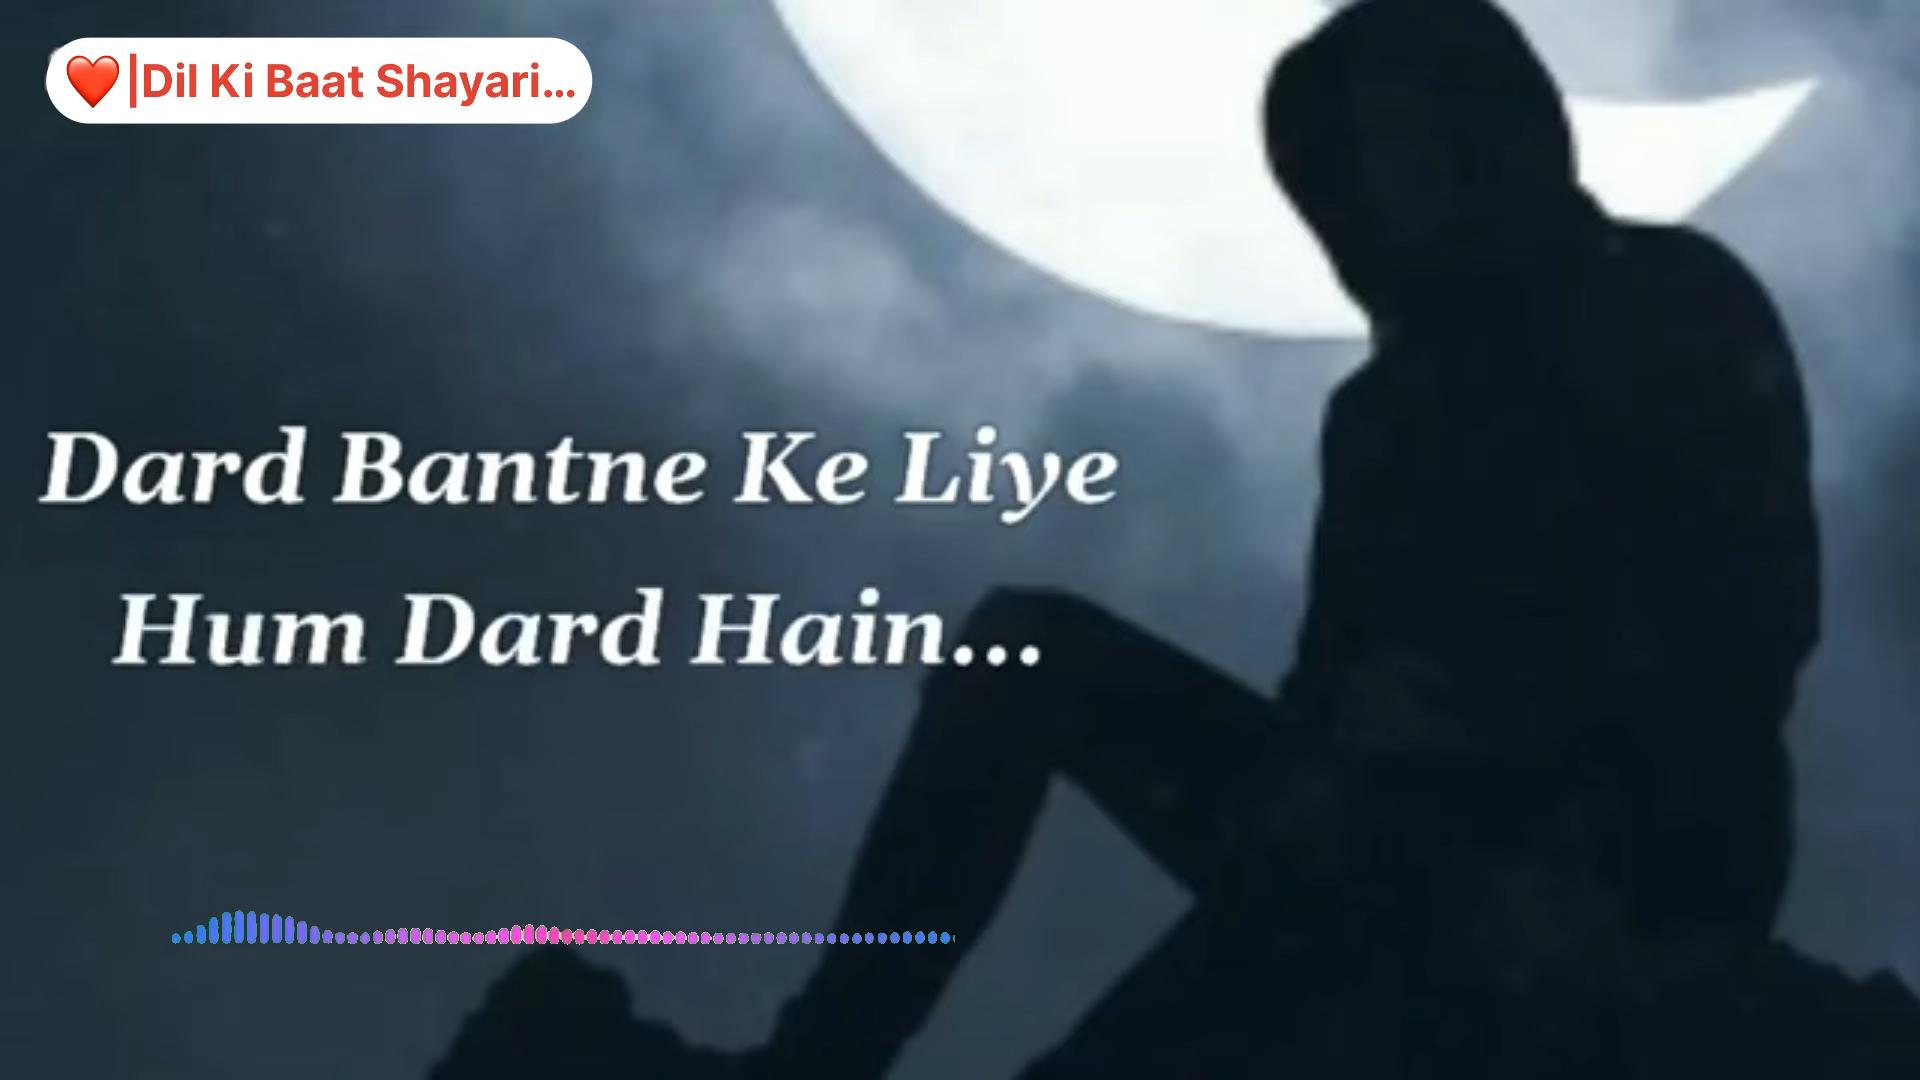 ❤️|Dil Ki Baat Shayari...
Dard Bantne Ke Liye
Hum Dard Hain...